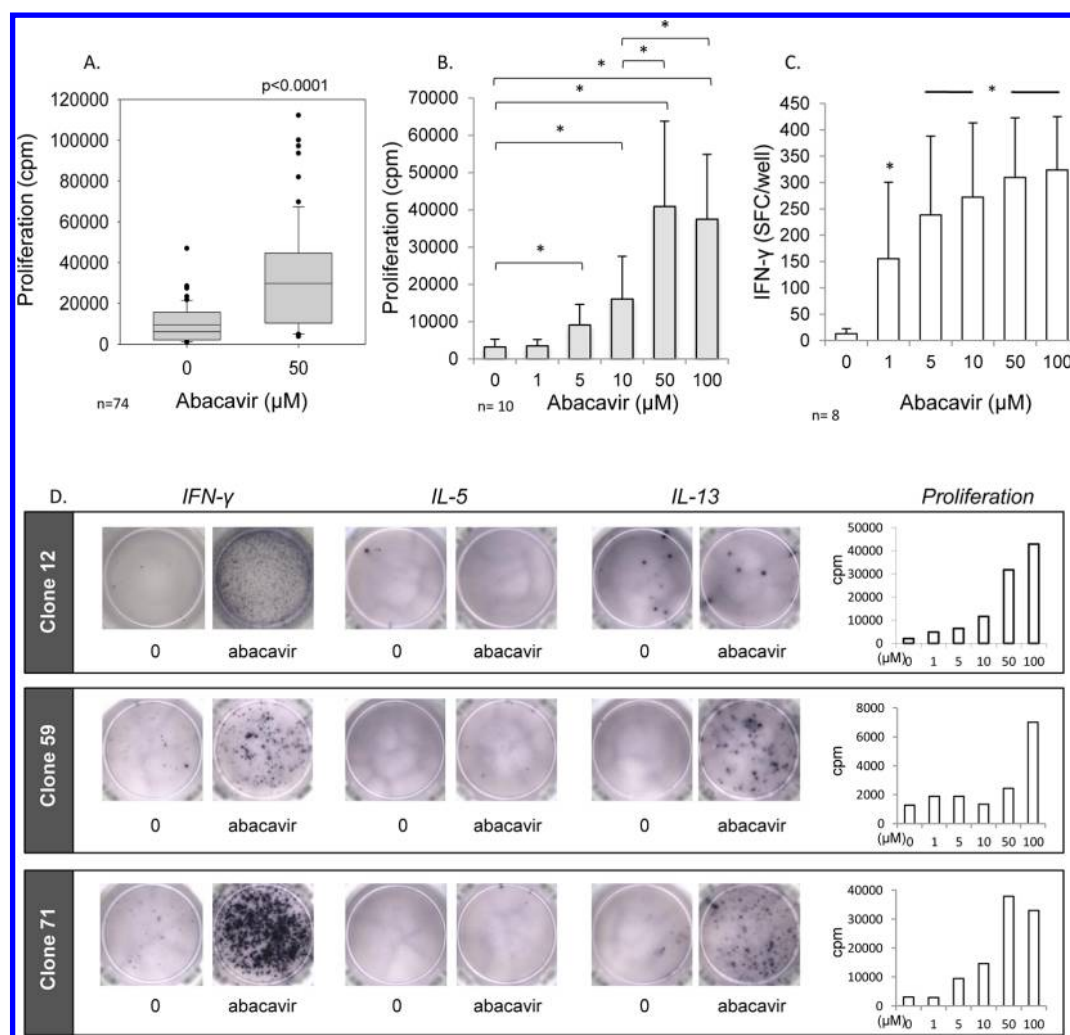 A.
p<0.0001
120000
100000
80000
60000
40000
20000
0
Proliferation (cpm)
0 50
n=74 Abacavir (µM)
B.
* * * * * * *
70000
60000
50000
40000
30000
20000
10000
0
Proliferation (cpm)
0 1 5 10 50 100
n= 10 Abacavir (µM)
C.
*
*
450
400
350
300
250
200
150
100
50
0
IFN-γ (SFC/well)
0 1 5 10 50 100
n= 8 Abacavir (µM)
D. IFN-γ IL-5 IL-13 Proliferation
Clone 12
0 abacavir 0 abacavir 0 abacavir
cpm
50000
40000
30000
20000
10000
0
(µM) 0 1 5 10 50 100
Clone 59
0 abacavir 0 abacavir 0 abacavir
cpm
8000
6000
4000
2000
0
(µM) 0 1 5 10 50 100
Clone 71
0 abacavir 0 abacavir 0 abacavir
cpm
40000
30000
20000
10000
0
(µM) 0 1 5 10 50 100